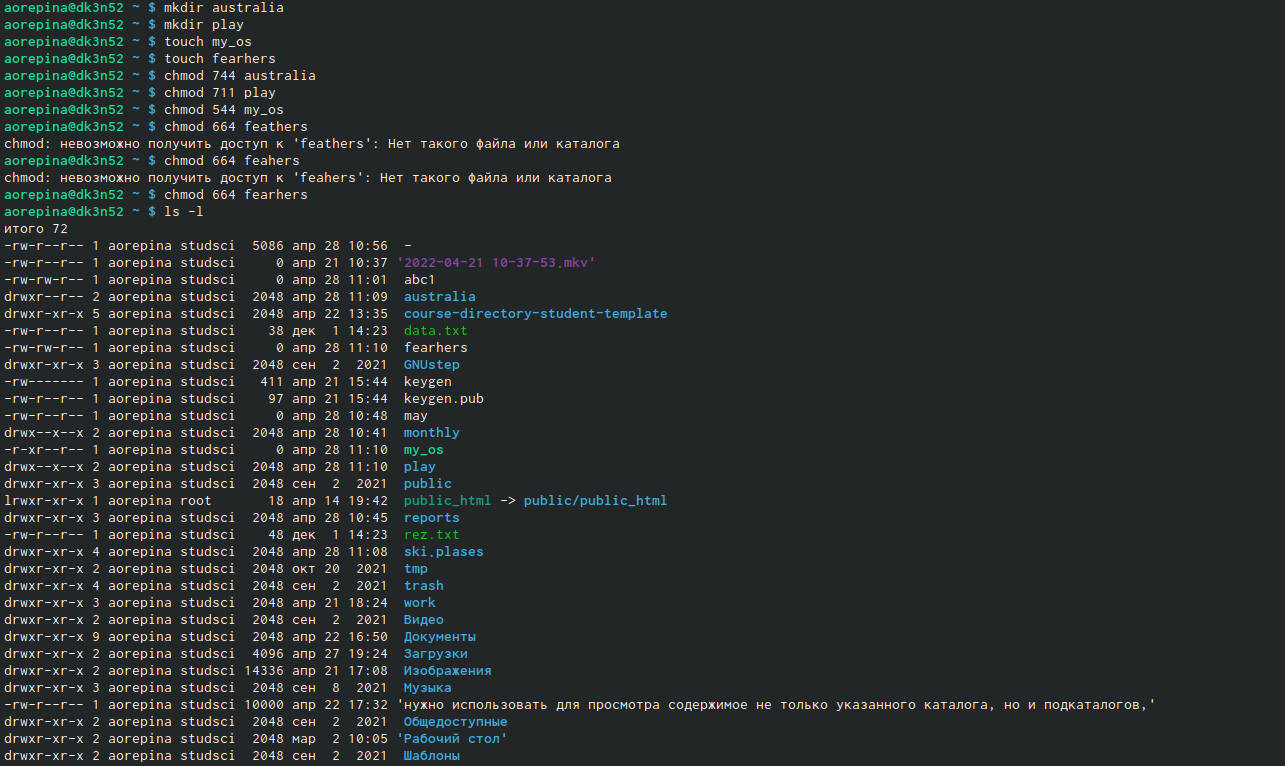 aorepina@dk3n52 ~ $ mkdir australia
aorepina@dk3n52 ~ $ mkdir play
aorepina@dk3n52 ~ $ touch my_os
aorepina@dk3n52 ~ $ touch fearhers
aorepina@dk3n52 ~ $ chmod 744 australia
aorepina@dk3n52 ~ $ chmod 711 play
aorepina@dk3n52 ~ $ chmod 544 my_os
aorepina@dk3n52 ~ $ chmod 664 feathers
chmod: невозможно получить доступ к 'feathers': Нет такого файла или каталога
aorepina@dk3n52 ~ $ chmod 664 feahers
chmod: невозможно получить доступ к 'feahers': Нет такого файла или каталога
aorepina@dk3n52 ~ $ chmod 664 fearhers
aorepina@dk3n52 ~ $ ls -l
итого 72
-rw-r--r-- 1 aorepina studsci  5086 апр 28 10:56  -
-rw-r--r-- 1 aorepina studsci     0 апр 21 10:37 '2022-04-21 10-37-53.mkv'
-rw-rw-r-- 1 aorepina studsci     0 апр 28 11:01  abc1
drwxr--r-- 2 aorepina studsci  2048 апр 28 11:09  australia
drwxr-xr-x 5 aorepina studsci  2048 апр 22 13:35  course-directory-student-template
-rw-r--r-- 1 aorepina studsci    38 дек  1 14:23  data.txt
-rw-rw-r-- 1 aorepina studsci     0 апр 28 11:10  fearhers
drwxr-xr-x 3 aorepina studsci  2048 сен  2  2021  GNUstep
-rw------- 1 aorepina studsci   411 апр 21 15:44  keygen
-rw-r--r-- 1 aorepina studsci    97 апр 21 15:44  keygen.pub
-rw-r--r-- 1 aorepina studsci     0 апр 28 10:48  may
drwx--x--x 2 aorepina studsci  2048 апр 28 10:41  monthly
-r-xr--r-- 1 aorepina studsci     0 апр 28 11:10  my_os
drwx--x--x 2 aorepina studsci  2048 апр 28 11:10  play
drwxr-xr-x 3 aorepina studsci  2048 сен  2  2021  public
lrwxr-xr-x 1 aorepina root       18 апр 14 19:42  public_html -> public/public_html
drwxr-xr-x 3 aorepina studsci  2048 апр 28 10:45  reports
-rw-r--r-- 1 aorepina studsci    48 дек  1 14:23  rez.txt
drwxr-xr-x 4 aorepina studsci  2048 апр 28 11:08  ski.plases
drwxr-xr-x 2 aorepina studsci  2048 окт 20  2021  tmp
drwxr-xr-x 4 aorepina studsci  2048 сен  2  2021  trash
drwxr-xr-x 3 aorepina studsci  2048 апр 21 18:24  work
drwxr-xr-x 2 aorepina studsci  2048 сен  2  2021  Видео
drwxr-xr-x 9 aorepina studsci  2048 апр 22 16:50  Документы
drwxr-xr-x 2 aorepina studsci  4096 апр 27 19:24  Загрузки
drwxr-xr-x 2 aorepina studsci 14336 апр 21 17:08  Изображения
drwxr-xr-x 3 aorepina studsci  2048 сен  8  2021  Музыка
-rw-r--r-- 1 aorepina studsci 10000 апр 22 17:32 'нужно использовать для просмотра содержимое не только указанного каталога, но и подкаталогов,'
drwxr-xr-x 2 aorepina studsci  2048 сен  2  2021  Общедоступные
drwxr-xr-x 2 aorepina studsci  2048 мар  2 10:05 'Рабочий стол'
drwxr-xr-x 2 aorepina studsci  2048 сен  2  2021  Шаблоны